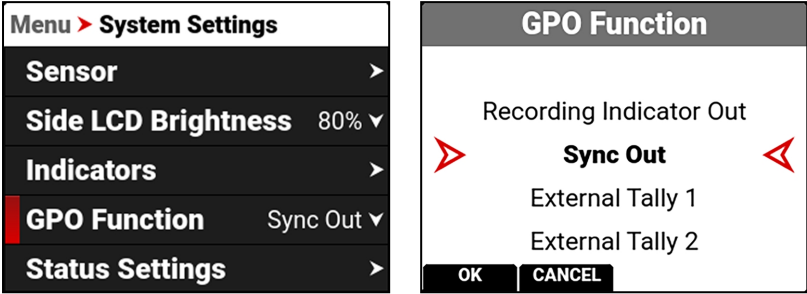 Menu > System Settings
Sensor
Side LCD Brightness 80%
Indicators
GPO Function Sync Out
Status Settings
GPO Function
Recording Indicator Out
Sync Out
External Tally 1
External Tally 2
OK CANCEL